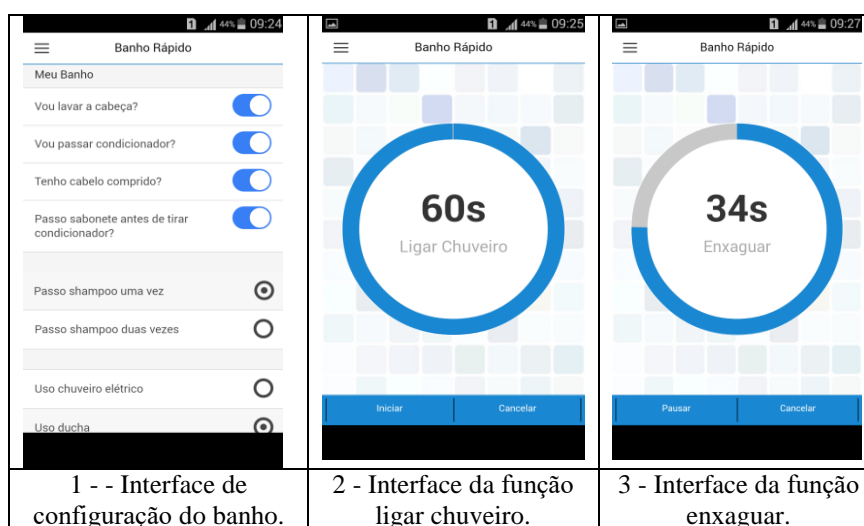 1 44% 09:24
Banho Rápido
Meu Banho
Vou lavar a cabeça?
Vou passar condicionador?
Tenho cabelo comprido?
Passo sabonete antes de tirar
condicionador?
Passo shampoo uma vez
Passo shampoo duas vezes
Uso chuveiro elétrico
Uso ducha
1 44% 09:25
Banho Rápido
60s
Ligar Chuveiro
Iniciar Cancelar
1 44% 09:27
Banho Rápido
34s
Enxaguar
Pausar Cancelar
1 - - Interface de
configuração do banho.
2 - Interface da função
ligar chuveiro.
3 - Interface da função
enxaguar.